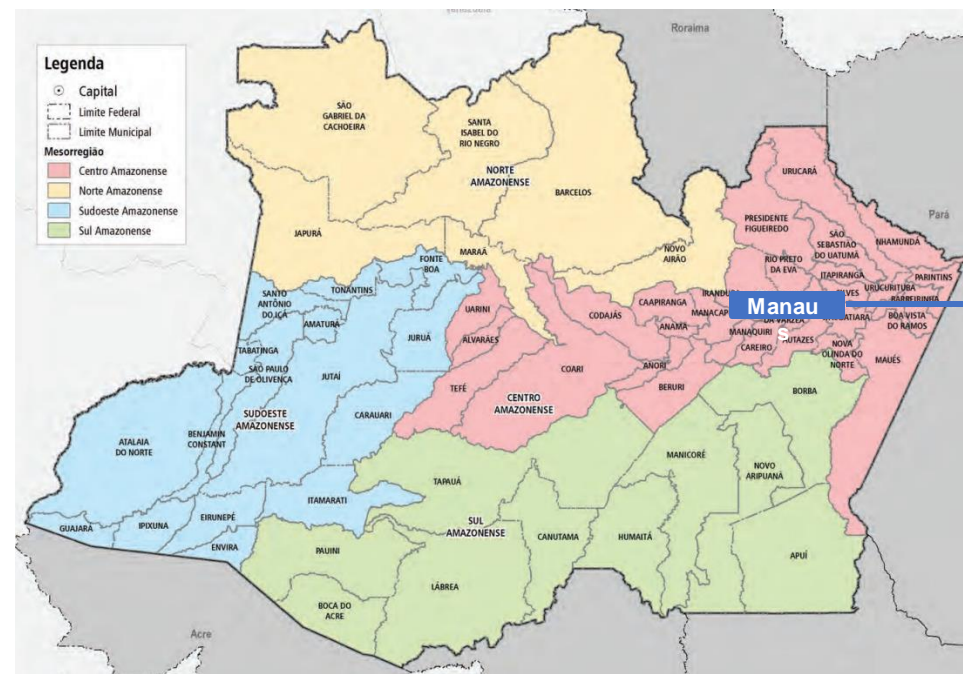 Venezuela
Roraima
Legenda
Capital
Limite Federal
Limite Municipal
Mesorregião
Centro Amazonense
Norte Amazonense
Sudoeste Amazonense
Sul Amazonense
SÃO
GABRIEL DA
CACHOEIRA
SANTA
ISABEL DO
RIO NEGRO
NORTE
AMAZONENSE
BARCELOS
URUCARÁ
Pará
PRESIDENTE
FIGUEIREDO
SÃO
SEBASTIÃO
DO UATUMÃ
NHAMUNDÁ
JAPURÁ
MARAÃ
NOVO
AIRÃO
RIO PRETO
DA EVA
ITAPIRANGA
PARINTINS
FONTE
BOA
TONANTINS
SANTO
ANTÔNIO
DO IÇÁ
AMATURÁ
URUCURITUBA
BARREIRINHA
BOA VISTA
DO RAMOS
UARINI
CODAJÁS
CAAPIRANGA
Manau
s
DA VARZEA
ANAMÃ
MANAQUIRI
CAREIRO
NOVA
OLINDA DO
NORTE
MAUÉS
JURUÁ
ALVARÃES
TABATINGA
SÃO PAULO
DE OLIVENÇA
JUTAÍ
TEFÉ
COARI
ANORI
BERURI
BORBA
CENTRO
AMAZONENSE
SUDOESTE
AMAZONENSE
CARAUARI
ATALAIA
DO NORTE
BENJAMIN
CONSTANT
MANICORÉ
NOVO
ARIPUANÃ
TAPAUÁ
ITAMARATI
EIRUNEPÉ
GUAJARÁ
IPIXUNA
ENVIRA
SUL
AMAZONENSE
CANUTAMA
HUMAITÁ
APUÍ
PAUINI
LÁBREA
BOCA DO
ACRE
Acre